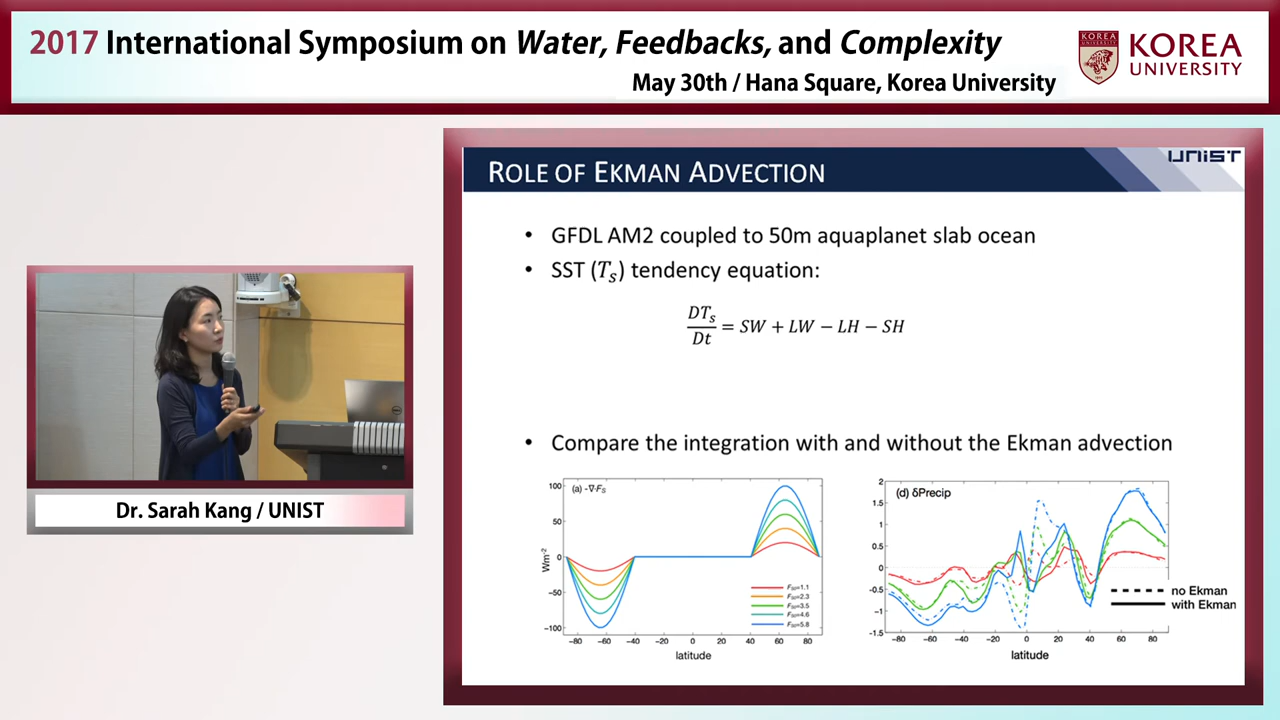 2017 International Symposium on Water, Feedbacks, and Complexity
May 30th / Hana Square, Korea University
KOREA
UNIVERSITY
Dr. Sarah Kang / UNIST
ROLE OF EKMAN ADVECTION
UNIST
• GFDL AM2 coupled to 50m aquaplanet slab ocean
• SST (Tₛ) tendency equation:
DTₛ/Dt = SW + LW − LH − SH
• Compare the integration with and without the Ekman advection
(a) -∇·Fₛ
100
50
0
−50
−100
Wm⁻²
−80 −60 −40 −20 0 20 40 60 80
latitude
F_S0=1.1
F_S0=2.3
F_S0=3.5
F_S0=4.6
F_S0=5.8
(d) δPrecip
2
1.5
1
0.5
0
−0.5
−1
−1.5
−80 −60 −40 −20 0 20 40 60 80
latitude
no Ekman
with Ekman